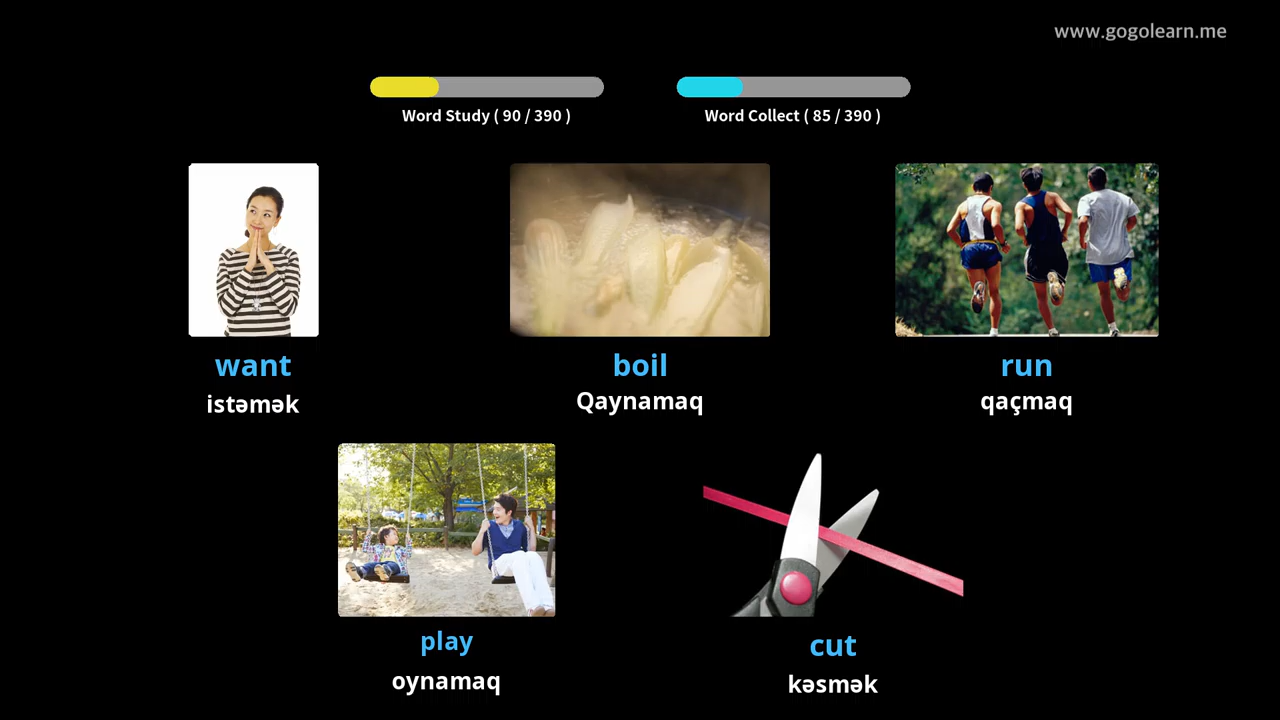 www.gogolearn.me
Word Study ( 90 / 390 )
Word Collect ( 85 / 390 )
want
istəmək
boil
Qaynamaq
run
qaçmaq
play
oynamaq
cut
kəsmək